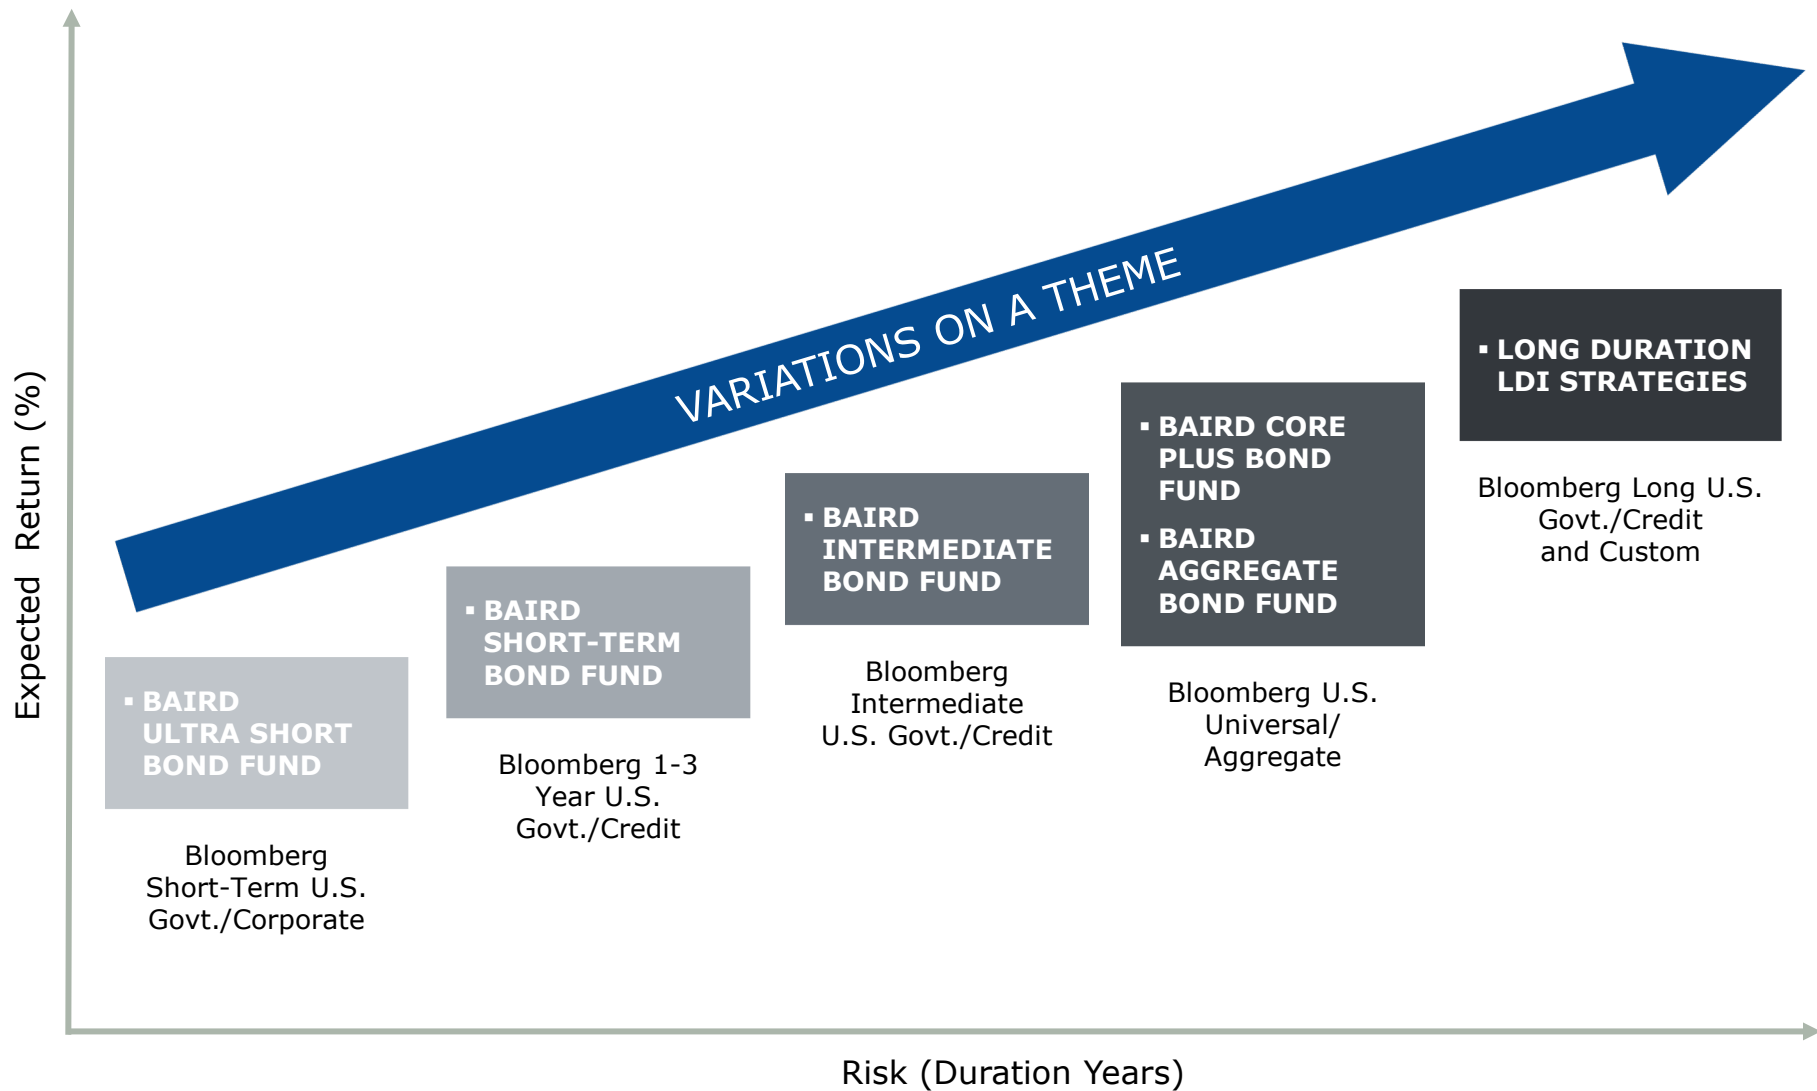 Expected Return (%)
VARIATIONS ON A THEME
▪ BAIRD
ULTRA SHORT
BOND FUND
Bloomberg
Short-Term U.S.
Govt./Corporate
▪ BAIRD
SHORT-TERM
BOND FUND
Bloomberg 1-3
Year U.S.
Govt./Credit
▪ BAIRD
INTERMEDIATE
BOND FUND
Bloomberg
Intermediate
U.S. Govt./Credit
▪ BAIRD CORE
PLUS BOND
FUND
▪ BAIRD
AGGREGATE
BOND FUND
Bloomberg U.S.
Universal/
Aggregate
▪ LONG DURATION
LDI STRATEGIES
Bloomberg Long U.S.
Govt./Credit
and Custom
Risk (Duration Years)